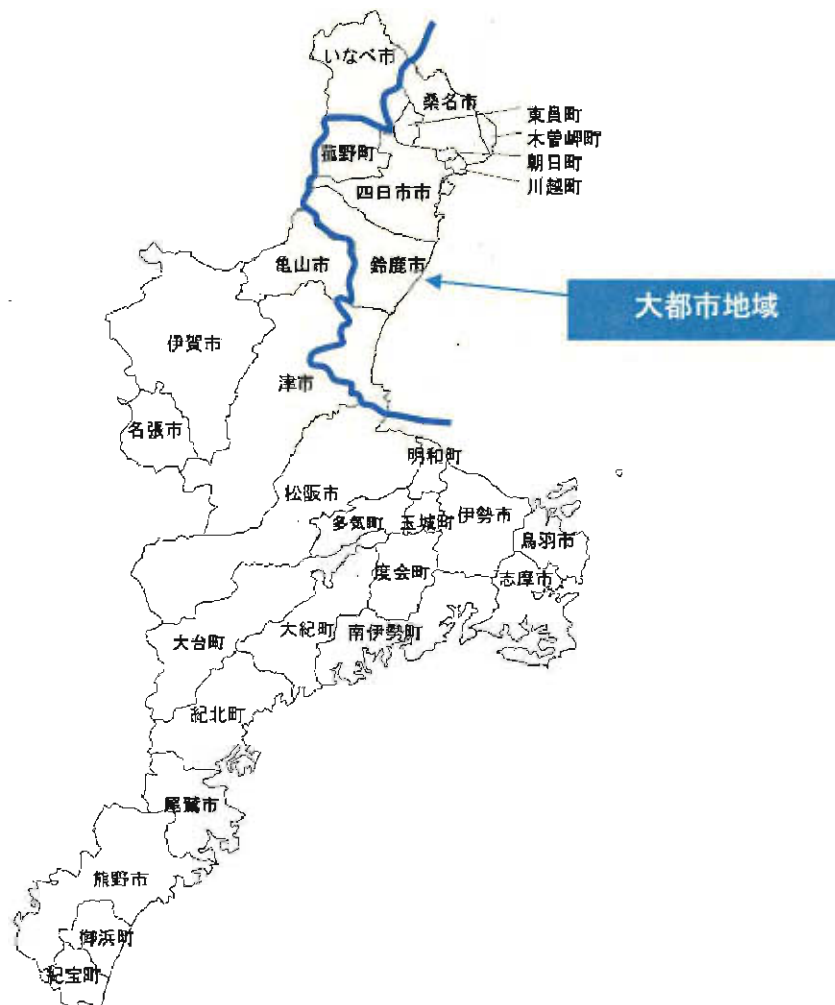 いなべ市
桑名市
東員町
木曽岬町
朝日町
川越町
菰野町
四日市市
亀山市
鈴鹿市
大都市地域
伊賀市
津市
名張市
明和町
松阪市
多気町
玉城町
伊勢市
鳥羽市
度会町
志摩市
大台町
大紀町
南伊勢町
紀北町
尾鷲市
熊野市
御浜町
紀宝町